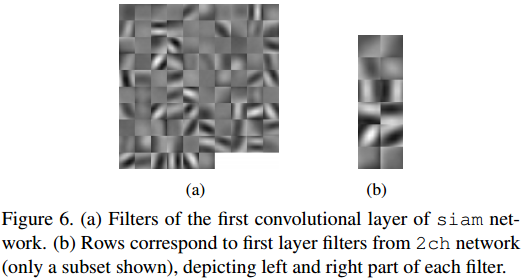 (a)
(b)
Figure 6. (a) Filters of the first convolutional layer of siam net-
work. (b) Rows correspond to first layer filters from 2ch network
(only a subset shown), depicting left and right part of each filter.